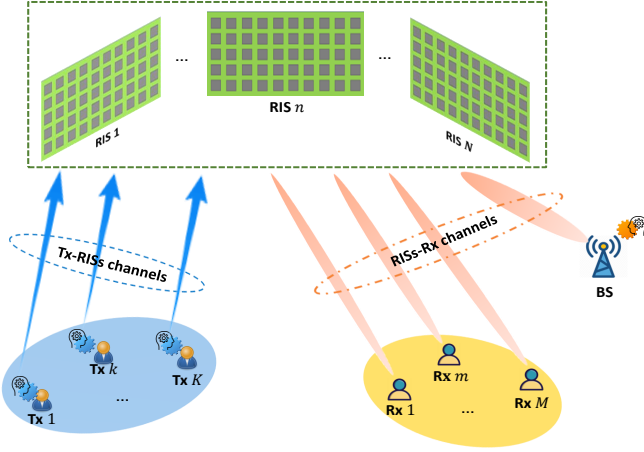 ...
...
RIS 1
RIS n
RIS N
Tx-RISs channels
RISs-Rx channels
BS
Tx k
Tx K
Tx 1
...
Rx m
Rx 1
Rx M
...